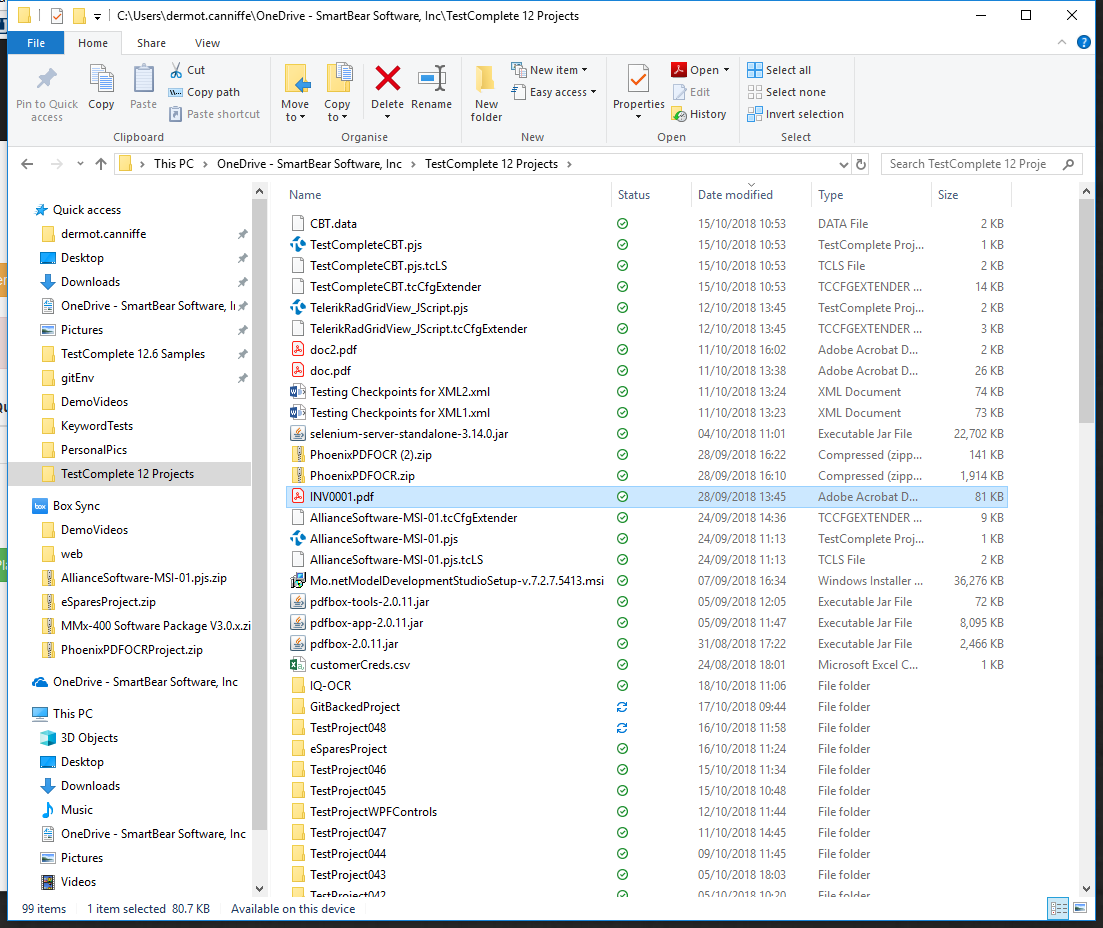 C:\Users\dermot.canniffe\OneDrive - SmartBear Software, Inc\TestComplete 12 Projects
File Home Share View
Pin to Quick access
Copy
Paste
Cut
Copy path
Paste shortcut
Clipboard
Move to
Copy to
Delete
Rename
Organise
New folder
New item
Easy access
New
Properties
Open
Edit
History
Open
Select all
Select none
Invert selection
Select
This PC OneDrive - SmartBear Software, Inc TestComplete 12 Projects
Search TestComplete 12 Proje
Quick access
dermot.canniffe
Desktop
Downloads
OneDrive - SmartBear Software, I
Pictures
TestComplete 12.6 Samples
gitEnv
DemoVideos
KeywordTests
PersonalPics
TestComplete 12 Projects
Box Sync
DemoVideos
web
AllianceSoftware-MSI-01.pjs.zip
eSparesProject.zip
MMx-400 Software Package V3.0.x.zi
PhoenixPDFOCRProject.zip
OneDrive - SmartBear Software, Inc
This PC
3D Objects
Desktop
Downloads
Music
OneDrive - SmartBear Software, Inc
Pictures
Videos
Name Status Date modified Type Size
CBT.data 15/10/2018 10:53 DATA File 2 KB
TestCompleteCBT.pjs 15/10/2018 10:53 TestComplete Proj... 1 KB
TestCompleteCBT.pjs.tcLS 15/10/2018 10:53 TCLS File 2 KB
TestCompleteCBT.tcCfgExtender 15/10/2018 10:53 TCCFGEXTENDER ... 14 KB
TelerikRadGridView_JScript.pjs 12/10/2018 13:45 TestComplete Proj... 2 KB
TelerikRadGridView_JScript.tcCfgExtender 12/10/2018 13:45 TCCFGEXTENDER ... 3 KB
doc2.pdf 11/10/2018 16:02 Adobe Acrobat D... 2 KB
doc.pdf 11/10/2018 11:38 Adobe Acrobat D... 26 KB
Testing Checkpoints for XML2.xml 11/10/2018 13:24 XML Document 74 KB
Testing Checkpoints for XML1.xml 11/10/2018 13:23 XML Document 73 KB
selenium-server-standalone-3.14.0.jar 04/10/2018 11:01 Executable Jar File 22,702 KB
PhoenixPDFOCR (2).zip 28/09/2018 16:22 Compressed (zipp... 141 KB
PhoenixPDFOCR.zip 28/09/2018 16:10 Compressed (zipp... 1,914 KB
INV0001.pdf 28/09/2018 13:45 Adobe Acrobat D... 81 KB
AllianceSoftware-MSI-01.tcCfgExtender 24/09/2018 14:36 TCCFGEXTENDER ... 9 KB
AllianceSoftware-MSI-01.pjs 24/09/2018 11:13 TestComplete Proj... 1 KB
AllianceSoftware-MSI-01.pjs.tcLS 24/09/2018 11:13 TCLS File 2 KB
Mo.netModelDevelopmentStudioSetup-v.7.2.7.5413.msi 07/09/2018 16:34 Windows Installer ... 36,276 KB
pdfbox-tools-2.0.11.jar 05/09/2018 12:05 Executable Jar File 72 KB
pdfbox-app-2.0.11.jar 05/09/2018 11:47 Executable Jar File 8,095 KB
pdfbox-2.0.11.jar 31/08/2018 17:22 Executable Jar File 2,466 KB
customerCreds.csv 24/08/2018 18:01 Microsoft Excel C... 1 KB
IQ-OCR 18/10/2018 11:06 File folder
GitBackedProject 17/10/2018 09:44 File folder
TestProject048 16/10/2018 11:58 File folder
eSparesProject 16/10/2018 11:24 File folder
TestProject046 15/10/2018 11:34 File folder
TestProject045 15/10/2018 10:48 File folder
TestProjectWPFControls 12/10/2018 11:44 File folder
TestProject047 11/10/2018 14:45 File folder
TestProject044 09/10/2018 11:45 File folder
TestProject043 05/10/2018 18:03 File folder
TestProject042 05/10/2018 10:20 File folder
99 items 1 item selected 80.7 KB Available on this device